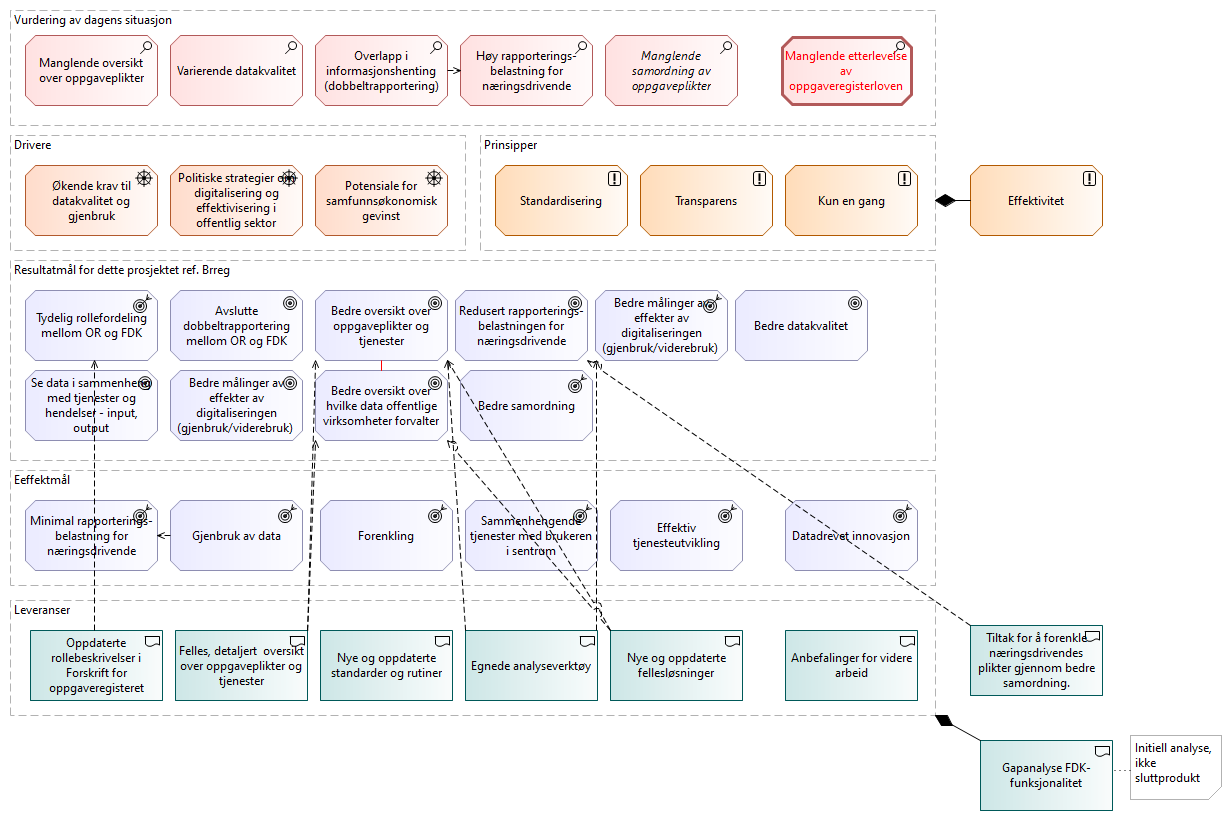 Vurdering av dagens situasjon
Manglende oversikt
over oppgaveplikter
Varierende datakvalitet
Overlapp i
informasjonshenting
(dobbeltrapportering)
Høy rapporterings-
belastning for
næringsdrivende
Manglende
samordning av
oppgaveplikter
Manglende etterlevelse
av
oppgaveregisterloven
Drivere
Økende krav til
datakvalitet og
gjenbruk
Politiske strategier om
digitalisering og
effektivisering i
offentlig sektor
Potensiale for
samfunnsøkonomisk
gevinst
Prinsipper
Standardisering
Transparens
Kun en gang
Effektivitet
Resultatmål for dette prosjektet ref. Brreg
Tydelig rollefordeling
mellom OR og FDK
Avslutte
dobbeltrapportering
mellom OR og FDK
Bedre oversikt over
oppgaveplikter og
tjenester
Redusert rapporterings-
belastningen for
næringsdrivende
Bedre målinger av
effekter av
digitaliseringen
(gjenbruk/viderebruk)
Bedre datakvalitet
Se data i sammenheng
med tjenester og
hendelser - input,
output
Bedre målinger av
effekter av
digitaliseringen
(gjenbruk/viderebruk)
Bedre oversikt over
hvilke data offentlige
virksomheter forvalter
Bedre samordning
Eeffektmål
Minimal rapporterings-
belastning for
næringsdrivende
Gjenbruk av data
Forenkling
Sammenhengende
tjenester med brukeren
i sentrum
Effektiv
tjenesteutvikling
Datadrevet innovasjon
Leveranser
Oppdaterte
rollebeskrivelser i
Forskrift for
oppgaveregisteret
Felles, detaljert oversikt
over oppgaveplikter og
tjenester
Nye og oppdaterte
standarder og rutiner
Egnede analyseverktøy
Nye og oppdaterte
fellesløsninger
Anbefalinger for videre
arbeid
Tiltak for å forenkle
næringsdrivendes
plikter gjennom bedre
samordning.
Gapanalyse FDK-
funksjonalitet
Initiell analyse,
ikke
sluttprodukt